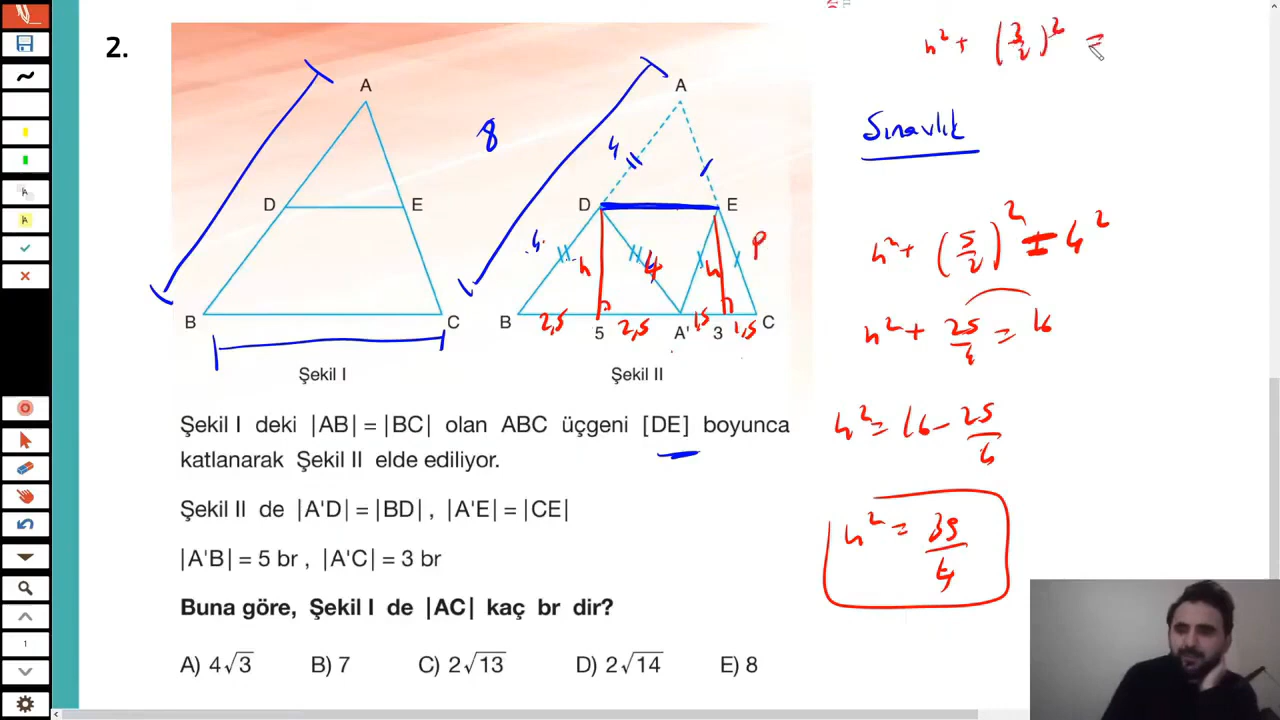 2.
h² + (3/2)² =
Sınavlık
A
A
8
4
D
E
D
E
4
h
4
h
h² + (5/2)² = 4²
B
C
B
2,5
5
2,5
A'
1,5
3
1,5
C
h² + 25/4 = 16
Şekil I
Şekil II
Şekil I deki |AB| = |BC| olan ABC üçgeni [DE] boyunca
katlanarak Şekil II elde ediliyor.
h² = 16 - 25/4
Şekil II de |A'D| = |BD| , |A'E| = |CE|
h² = 39/4
|A'B| = 5 br , |A'C| = 3 br
Buna göre, Şekil I de |AC| kaç br dir?
A) 4√3 B) 7 C) 2√13 D) 2√14 E) 8
1